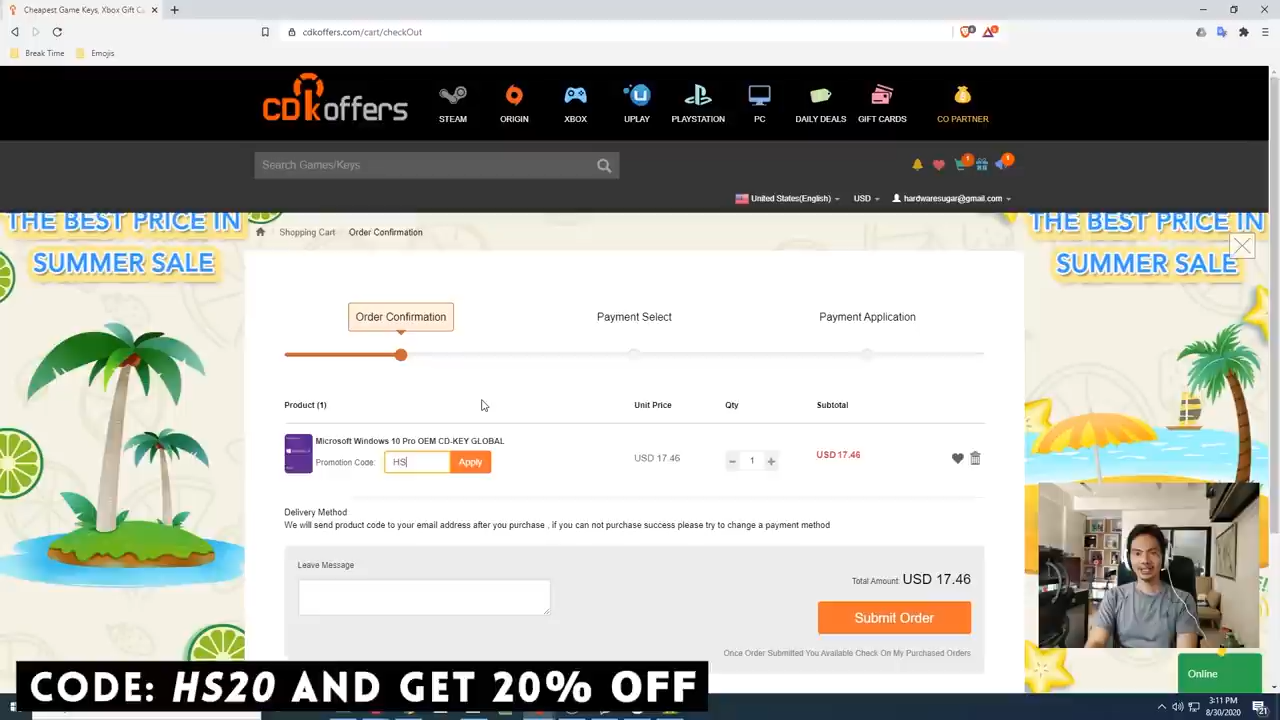 Cheapest Game Keys, Xbox Gift C
cdkoffers.com/cart/checkOut
Break Time
Emojis
cdkoffers
STEAM
ORIGIN
XBOX
UPLAY
PLAYSTATION
PC
DAILY DEALS
GIFT CARDS
CO PARTNER
Search Games/Keys
1
1
United States(English)
USD
hardwaresugar@gmail.com
THE BEST PRICE IN
SUMMER SALE
THE BEST PRICE IN
SUMMER SALE
Shopping Cart
Order Confirmation
Order Confirmation
Payment Select
Payment Application
Product (1)
Unit Price
Qty
Subtotal
Microsoft Windows 10 Pro OEM CD-KEY GLOBAL
Promotion Code:
HS
Apply
USD 17.46
1
USD 17.46
Delivery Method
We will send product code to your email address after you purchase , if you can not purchase success please try to change a payment method
Leave Message
Total Amount: USD 17.46
Submit Order
Once Order Submitted You Available Check On My Purchased Orders
Online
CODE: HS20 AND GET 20% OFF
3:11 PM
8/30/2020